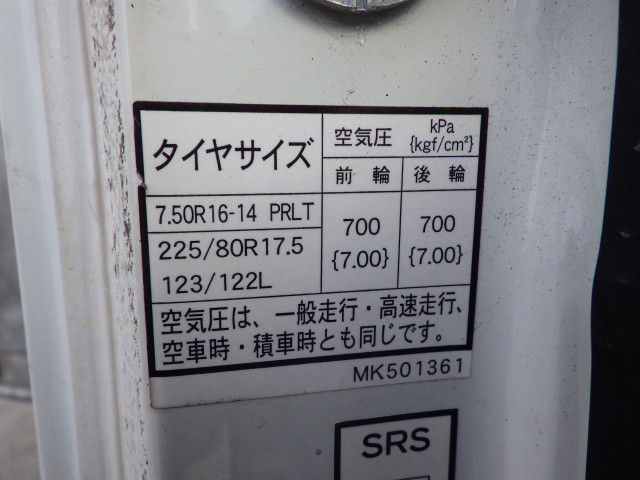 タイヤサイズ
空気圧 kPa
{kgf/cm²}
前輪 後輪
7.50R16-14 PRLT
225/80R17.5
123/122L
700 700
{7.00} {7.00}
空気圧は、一般走行・高速走行、
空車時・積車時とも同じです。
MK501361
SRS